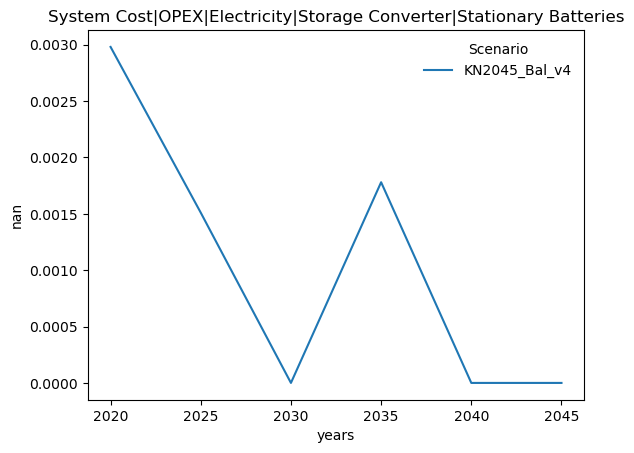 System Cost|OPEX|Electricity|Storage Converter|Stationary Batteries
Scenario
KN2045_Bal_v4
0.0030
0.0025
0.0020
0.0015
0.0010
0.0005
0.0000
nan
2020 2025 2030 2035 2040 2045
years